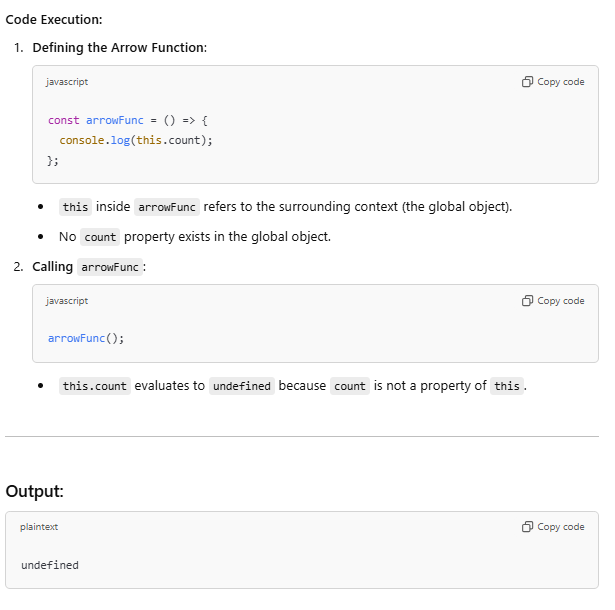 Code Execution:
1. Defining the Arrow Function:
javascript
Copy code
const arrowFunc = () => {
  console.log(this.count);
};
• this inside arrowFunc refers to the surrounding context (the global object).
• No count property exists in the global object.
2. Calling arrowFunc:
javascript
Copy code
arrowFunc();
• this.count evaluates to undefined because count is not a property of this.
Output:
plaintext
Copy code
undefined